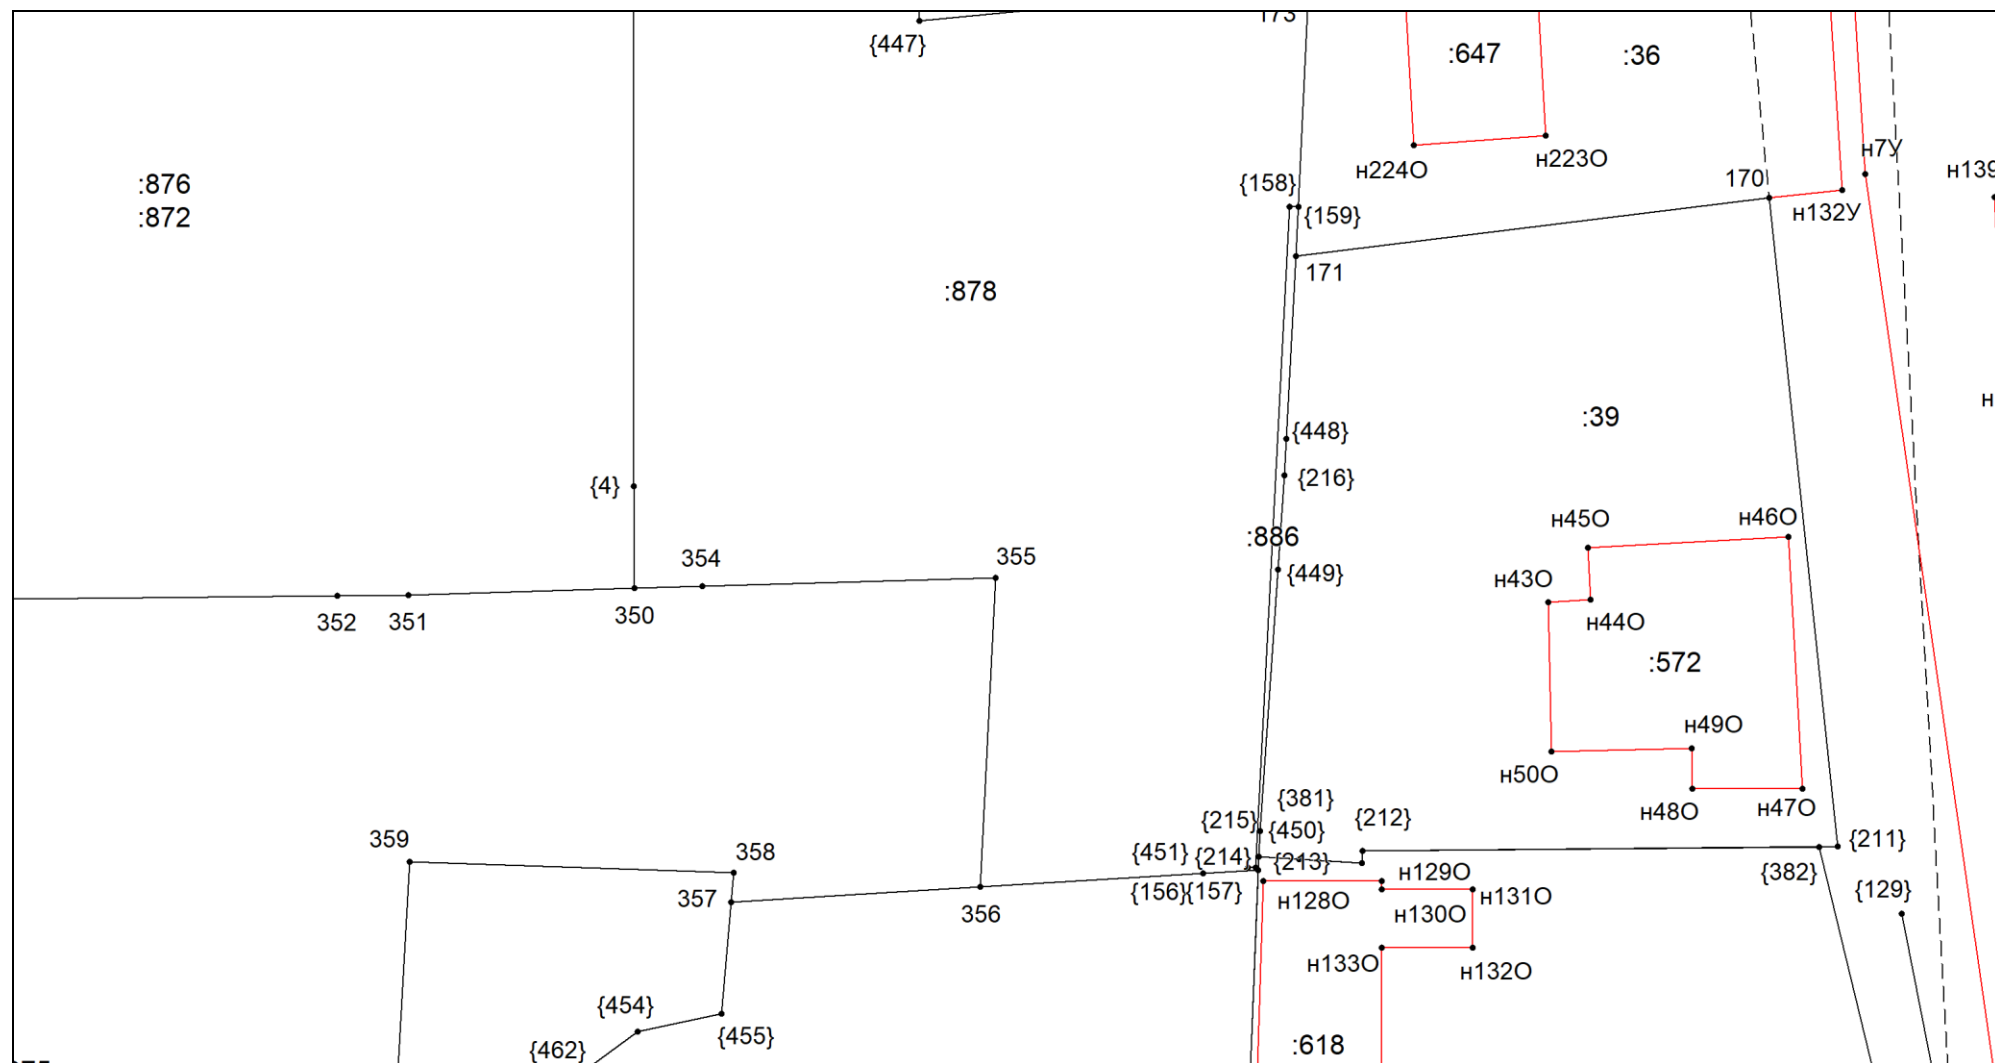 173
{447}
:647
:36
н7У
н224О
н223О
н139
:876
{158}
170
:872
{159}
н132У
171
:878
н
:39
{448}
{216}
{4}
н45О
н46О
:886
354
355
{449}
н43О
352
351
350
н44О
:572
н49О
н50О
{381}
н48О
н47О
{215}
{450}
{212}
359
{211}
358
{451}
{214}
{213}
н129О
{382}
357
{156}
{157}
н128О
н131О
{129}
356
н130О
н133О
н132О
{454}
{455}
{462}
:618